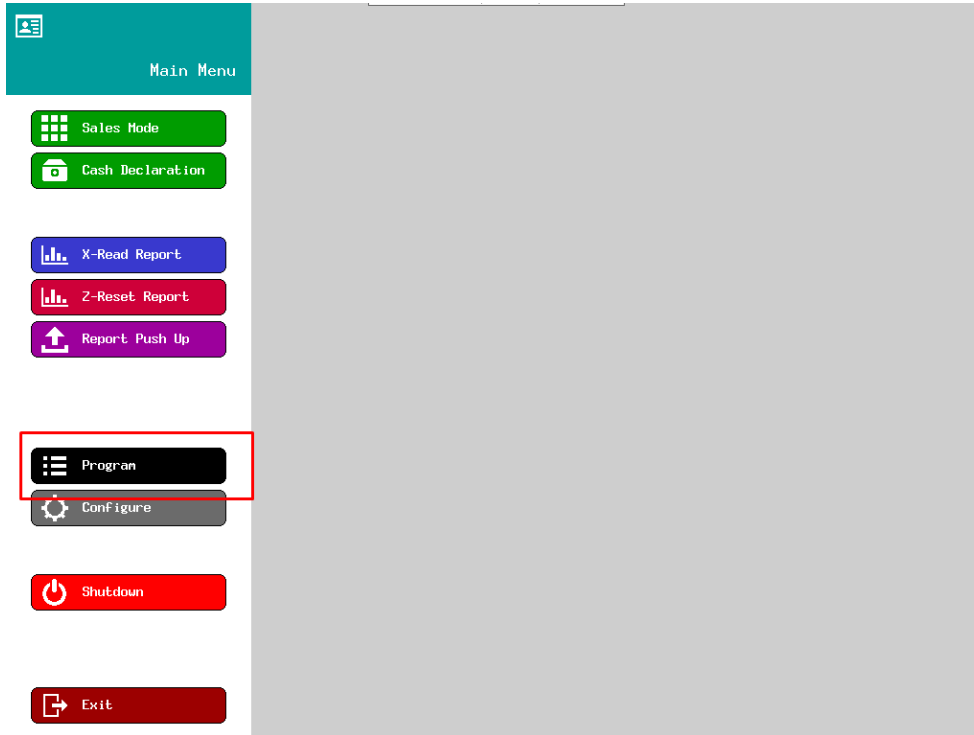 Main Menu
Sales Mode
Cash Declaration
X-Read Report
Z-Reset Report
Report Push Up
Program
Configure
Shutdown
Exit